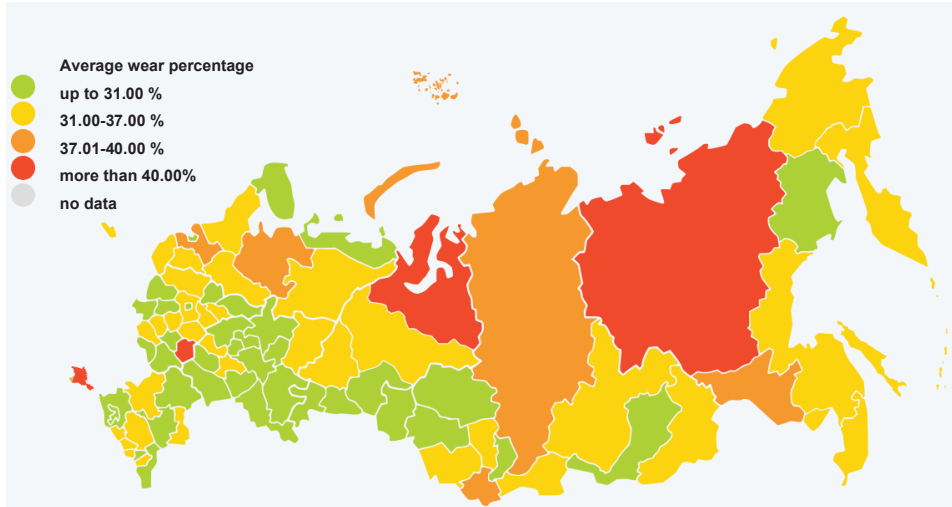 Average wear percentage
up to 31.00 %
31.00-37.00 %
37.01-40.00 %
more than 40.00%
no data